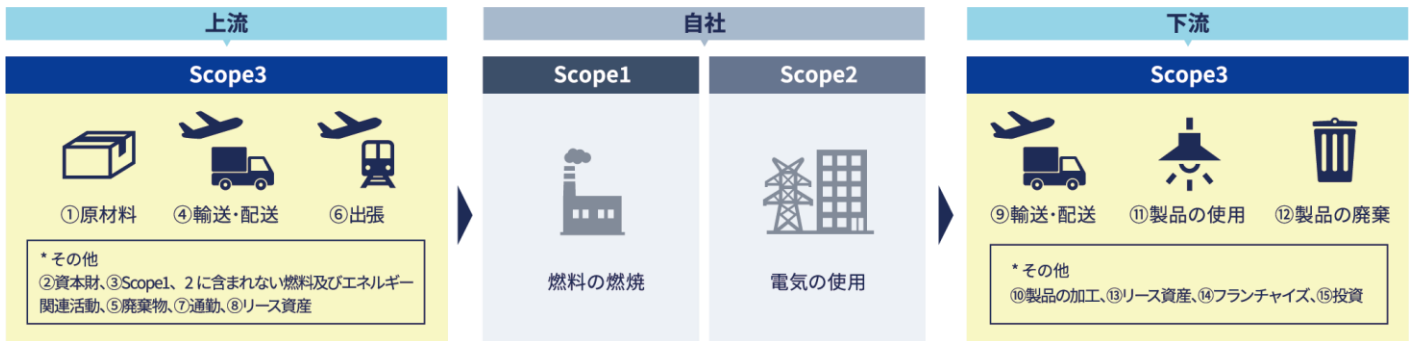 上流
Scope3
①原材料
④輸送・配送
⑥出張
* その他
②資本財、③Scope1、2に含まれない燃料及びエネルギー
関連活動、⑤廃棄物、⑦通勤、⑧リース資産
自社
Scope1
燃料の燃焼
Scope2
電気の使用
下流
Scope3
⑨輸送・配送
⑪製品の使用
⑫製品の廃棄
* その他
⑩製品の加工、⑬リース資産、⑭フランチャイズ、⑮投資